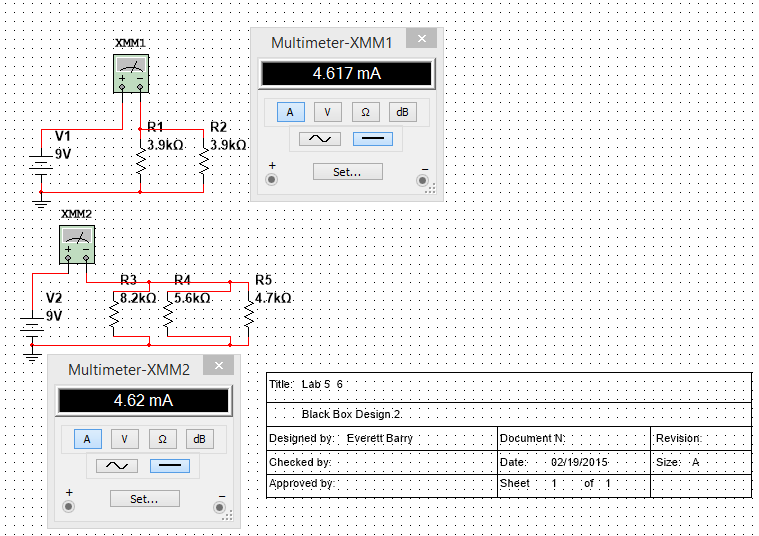 XMM1
Multimeter-XMM1
4.617 mA
A V Ω dB
Set...
+ −
V1
9V
R1
3.9kΩ
R2
3.9kΩ
XMM2
V2
9V
R3
8.2kΩ
R4
5.6kΩ
R5
4.7kΩ
Multimeter-XMM2
4.62 mA
A V Ω dB
Set...
+ −
Title: Lab 5 6
Black Box Design 2
Designed by: Everett Barry Document N: Revision:
Checked by: Date: 02/19/2015 Size: A
Approved by: Sheet 1 of 1